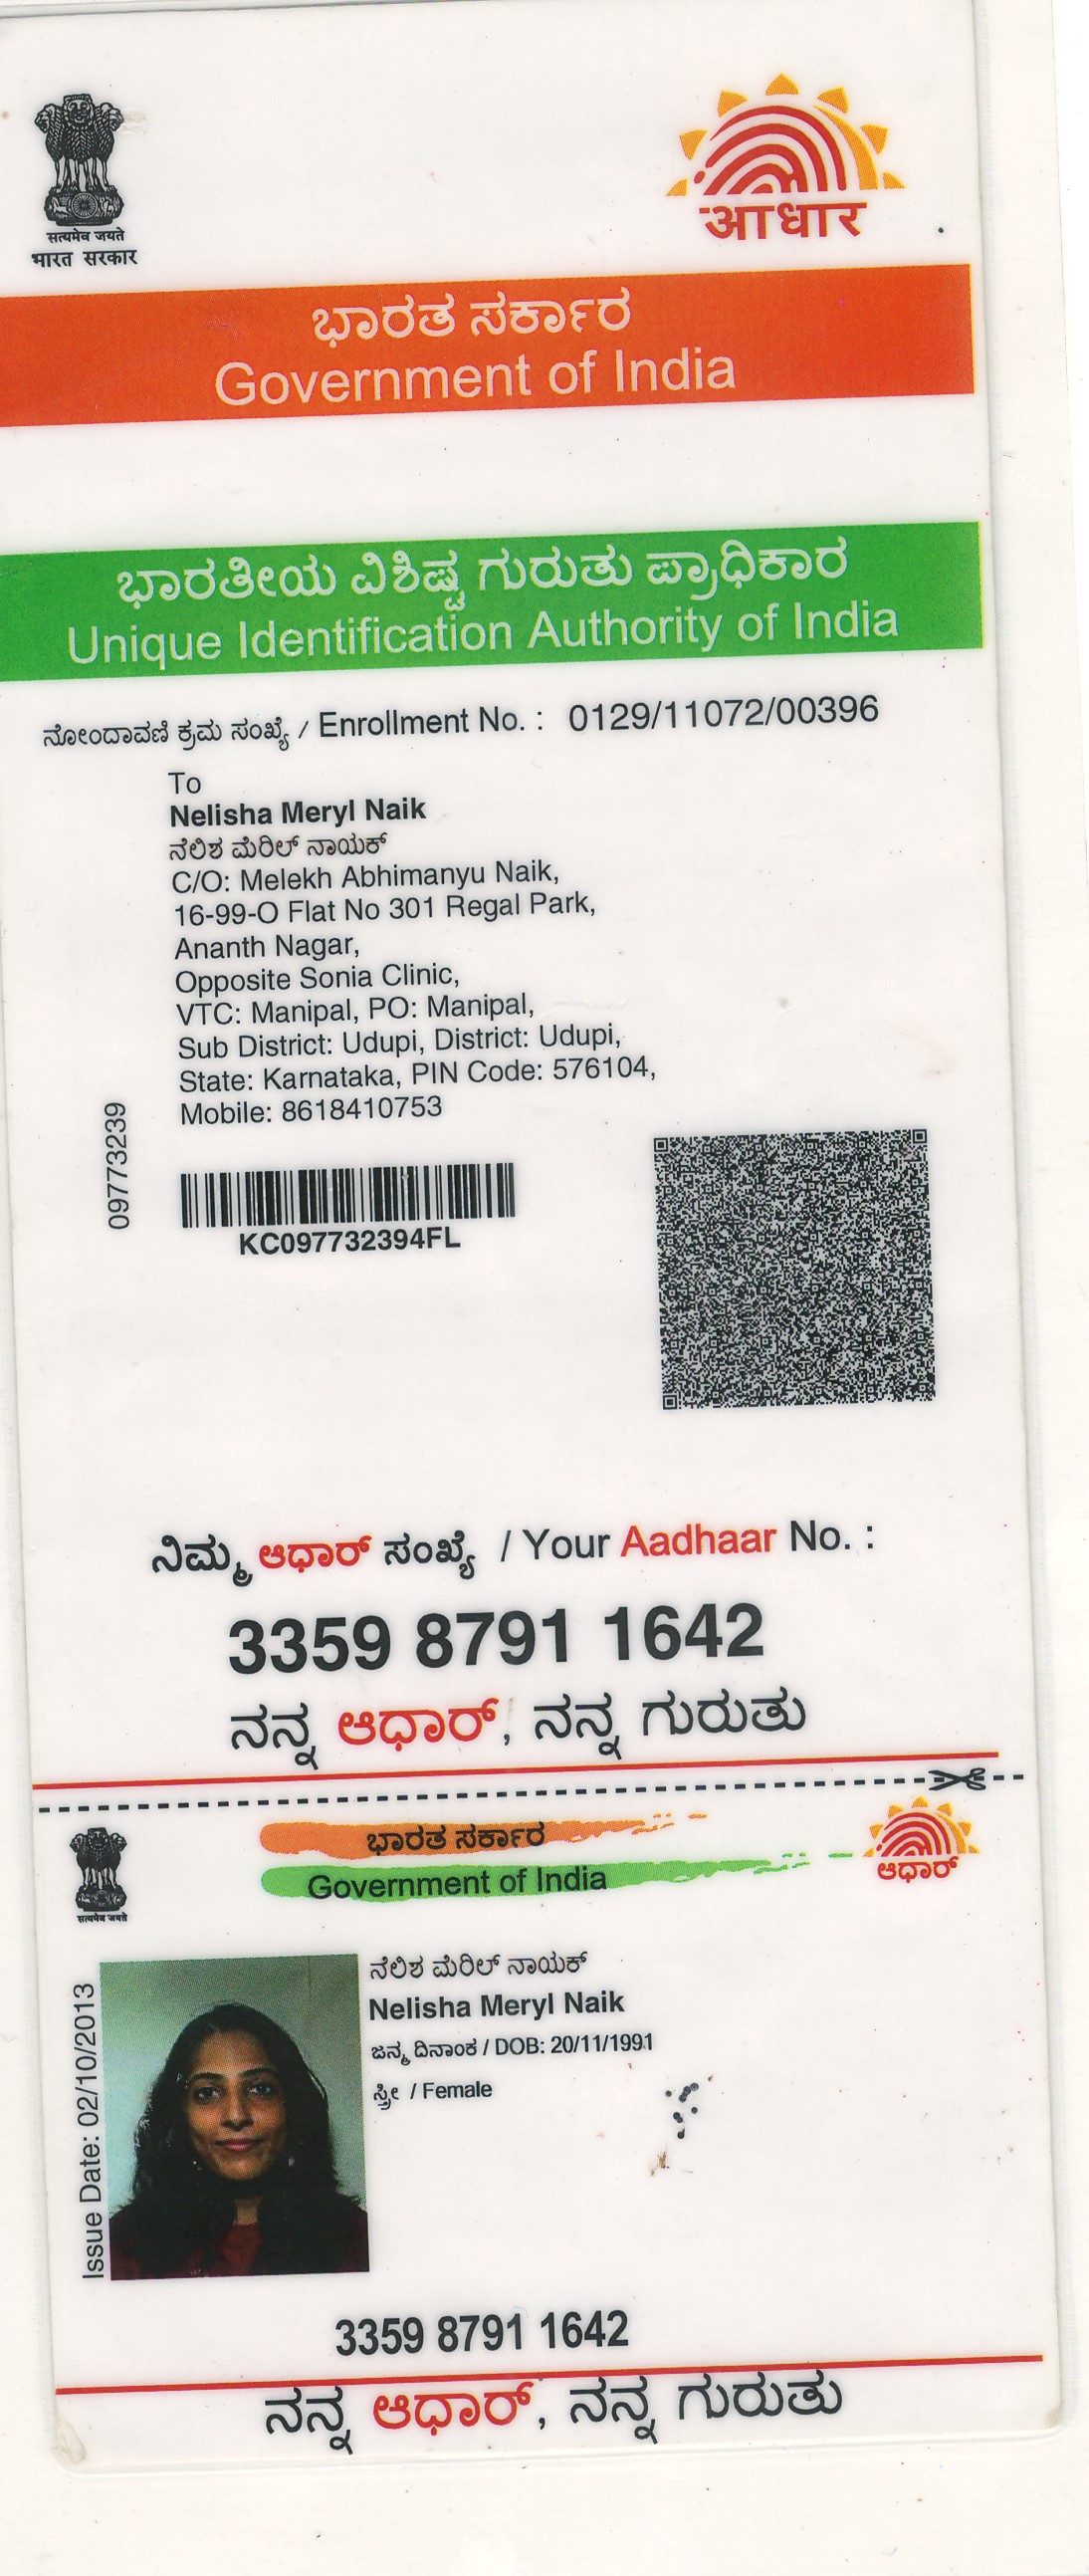 सत्यमेव जयते
भारत सरकार
आधार
ಭಾರತ ಸರ್ಕಾರ
Government of India
ಭಾರತೀಯ ವಿಶಿಷ್ಟ ಗುರುತು ಪ್ರಾಧಿಕಾರ
Unique Identification Authority of India
ನೋಂದಾವಣಿ ಕ್ರಮ ಸಂಖ್ಯೆ / Enrollment No. : 0129/11072/00396
To
Nelisha Meryl Naik
ನೆಲಿಶ ಮೆರಿಲ್ ನಾಯಕ್
C/O: Melekh Abhimanyu Naik,
16-99-O Flat No 301 Regal Park,
Ananth Nagar,
Opposite Sonia Clinic,
VTC: Manipal, PO: Manipal,
Sub District: Udupi, District: Udupi,
State: Karnataka, PIN Code: 576104,
Mobile: 8618410753
09773239
KC097732394FL
ನಿಮ್ಮ ಆಧಾರ್ ಸಂಖ್ಯೆ / Your Aadhaar No. :
3359 8791 1642
ನನ್ನ ಆಧಾರ್, ನನ್ನ ಗುರುತು
ಭಾರತ ಸರ್ಕಾರ
Government of India
सत्यमेव जयते
ಆಧಾರ್
Issue Date: 02/10/2013
ನೆಲಿಶ ಮೆರಿಲ್ ನಾಯಕ್
Nelisha Meryl Naik
ಜನ್ಮ ದಿನಾಂಕ / DOB: 20/11/1991
ಸ್ತ್ರೀ / Female
3359 8791 1642
ನನ್ನ ಆಧಾರ್, ನನ್ನ ಗುರುತು